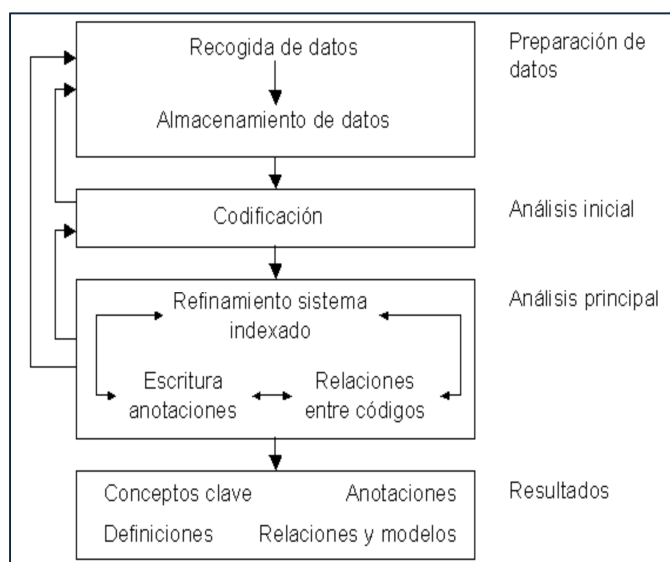 Recogida de datos
Preparación de
datos
Almacenamiento de datos
Codificación
Análisis inicial
Refinamiento sistema
indexado
Análisis principal
Escritura
anotaciones
Relaciones
entre códigos
Conceptos clave
Anotaciones
Resultados
Definiciones
Relaciones y modelos